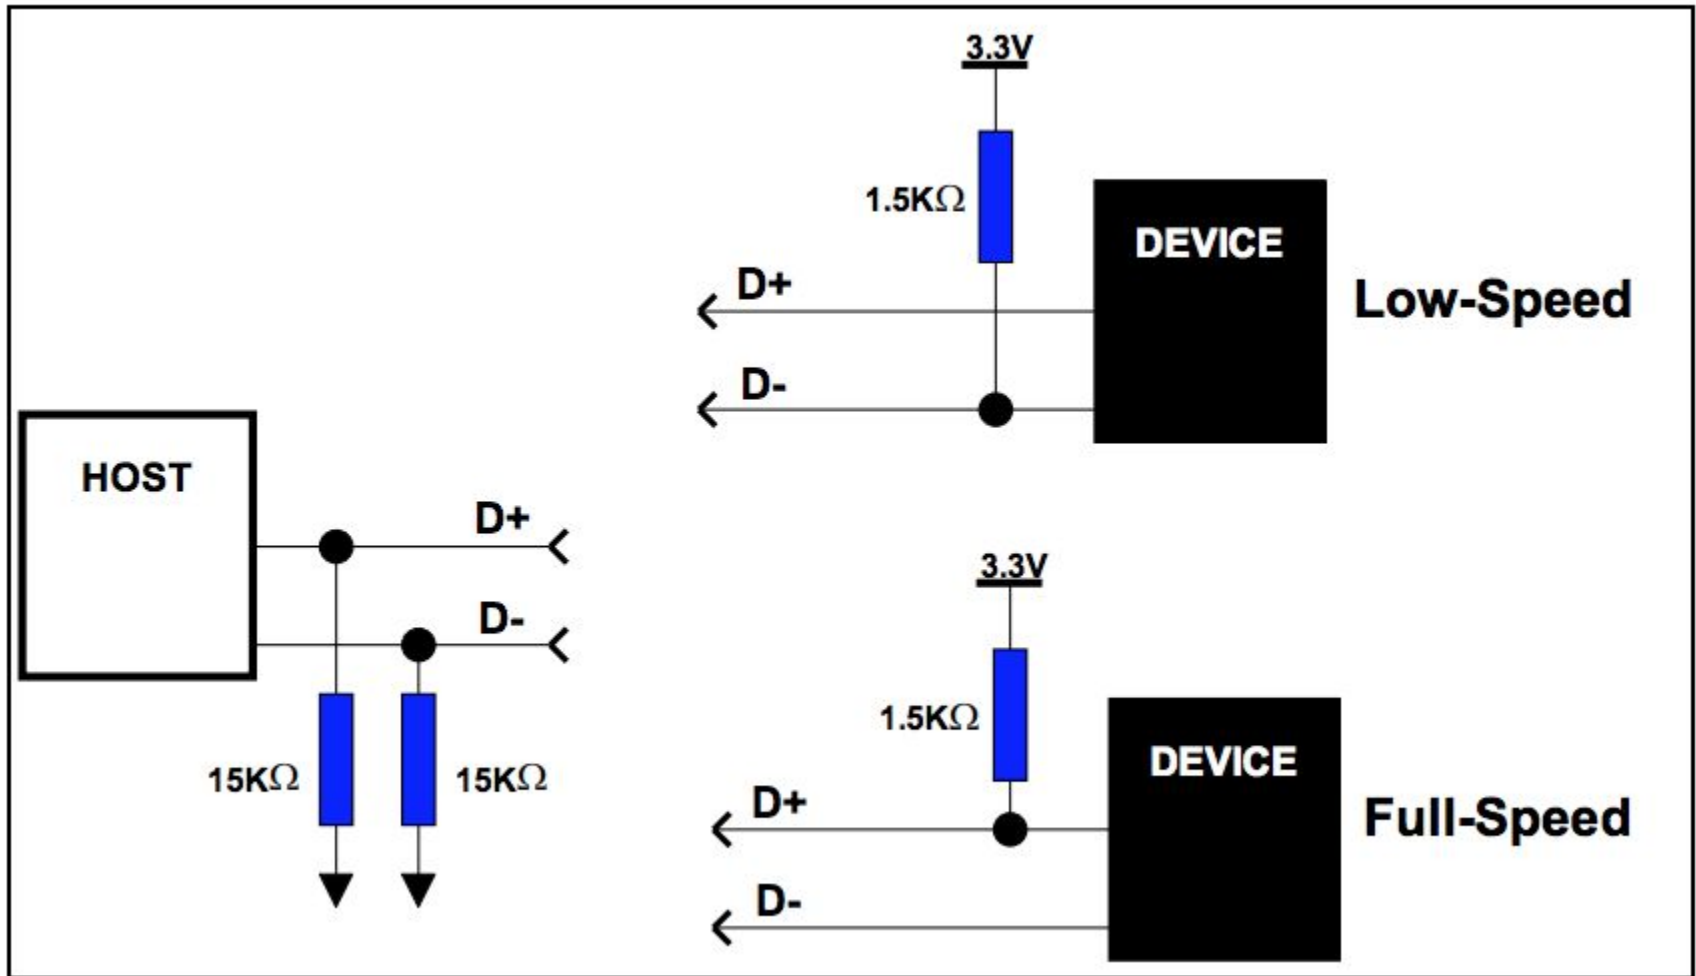 3.3V
1.5KΩ
DEVICE
D+
Low-Speed
D-
HOST
D+
D-
15KΩ
15KΩ
3.3V
1.5KΩ
DEVICE
D+
Full-Speed
D-